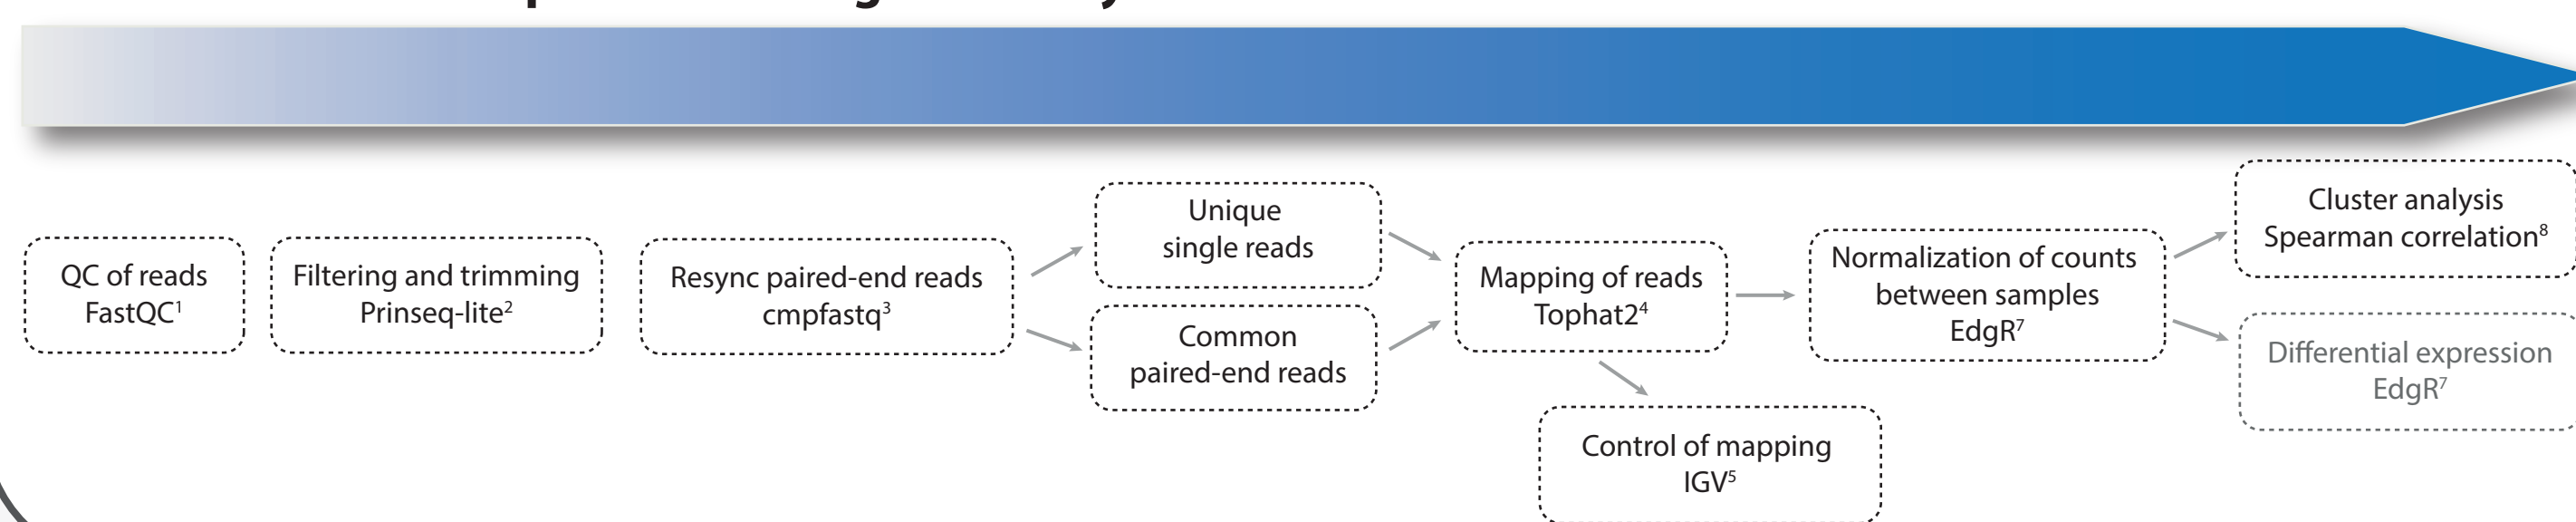 QC of reads
FastQC¹
Filtering and trimming
Prinseq-lite²
Resync paired-end reads
cmpfastq³
Unique
single reads
Common
paired-end reads
Mapping of reads
Tophat2⁴
Control of mapping
IGV⁵
Normalization of counts
between samples
EdgR⁷
Cluster analysis
Spearman correlation⁸
Differential expression
EdgR⁷